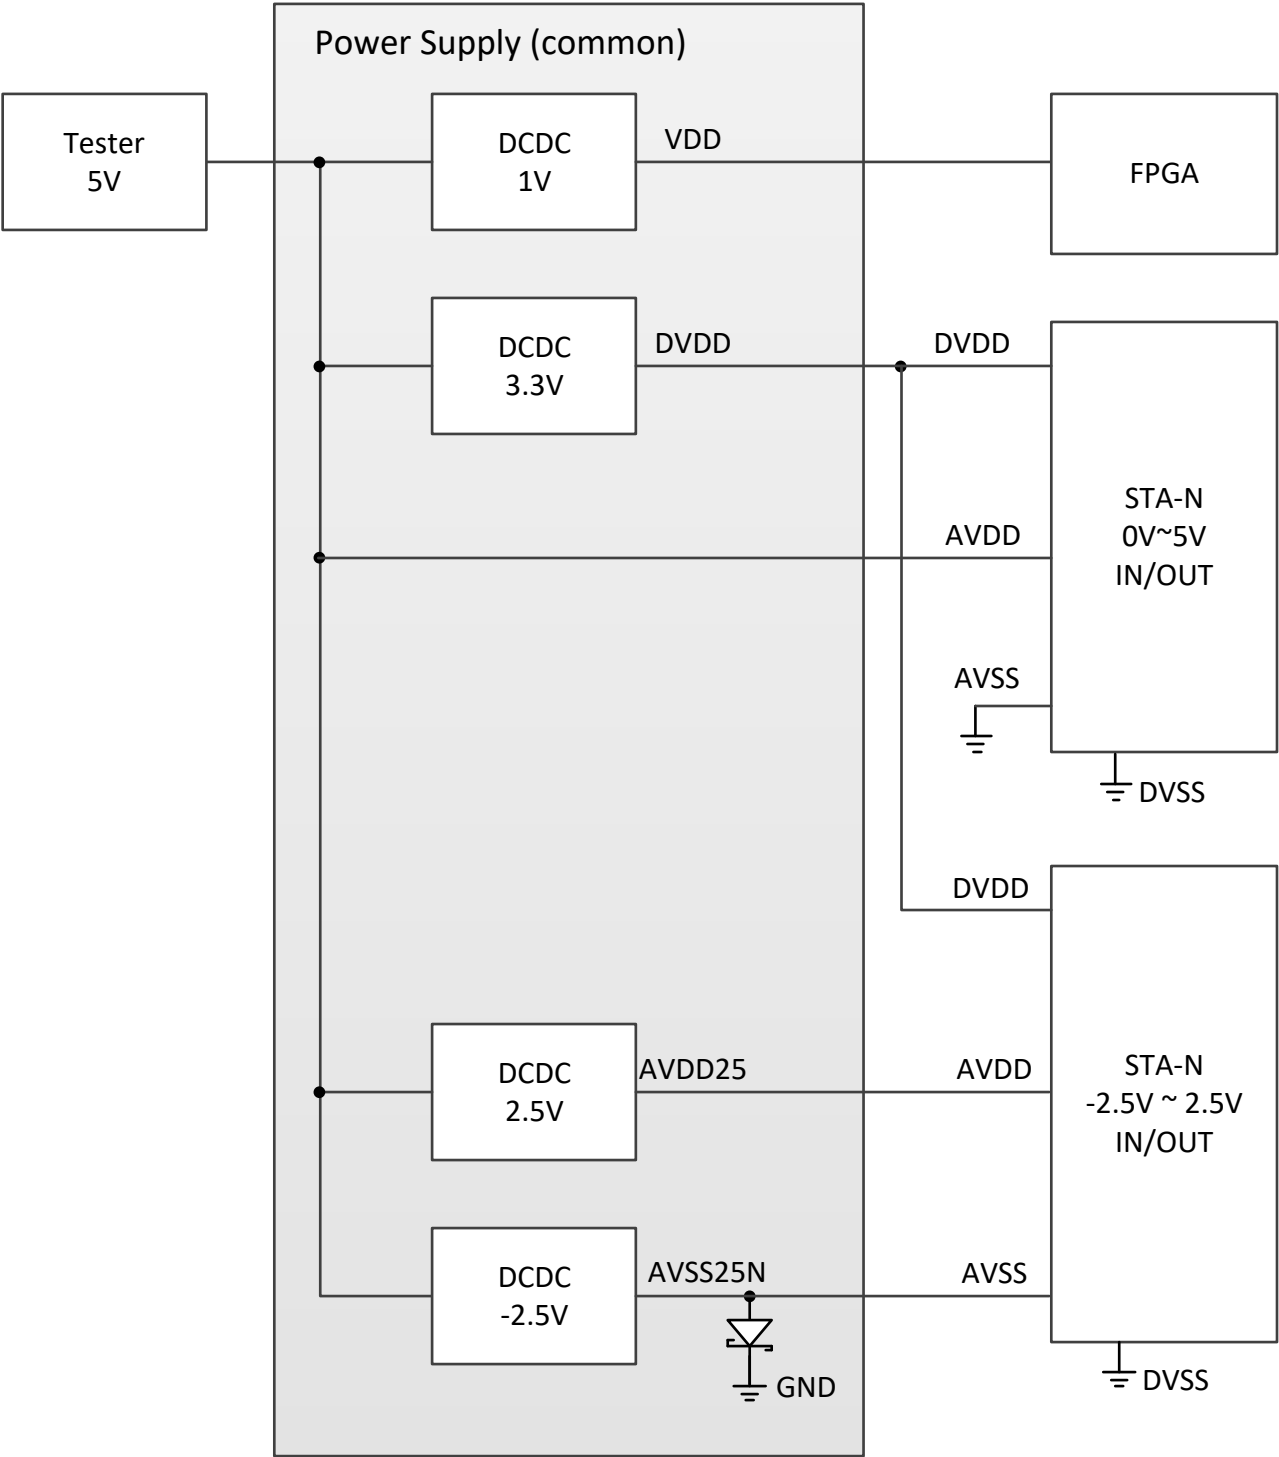 Power Supply (common)
Tester
5V
DCDC
1V
VDD
FPGA
DCDC
3.3V
DVDD
DVDD
STA-N
0V~5V
IN/OUT
AVDD
AVSS
DVSS
DVDD
DCDC
2.5V
AVDD25
AVDD
STA-N
-2.5V ~ 2.5V
IN/OUT
DCDC
-2.5V
AVSS25N
AVSS
GND
DVSS